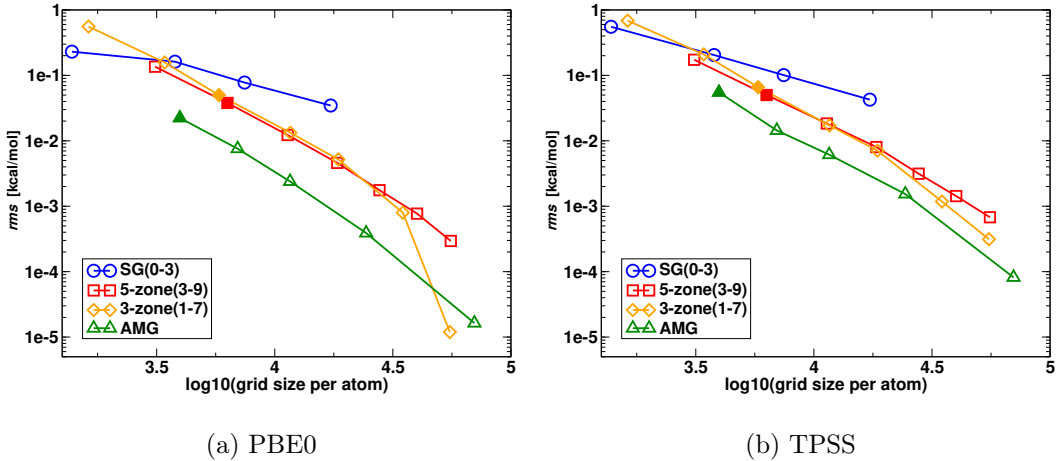 1
1e-1
1e-2
1e-3
1e-4
1e-5
rms [kcal/mol]
SG(0-3)
5-zone(3-9)
3-zone(1-7)
AMG
3.5 4 4.5 5
log10(grid size per atom)
(a) PBE0
1
1e-1
1e-2
1e-3
1e-4
1e-5
rms [kcal/mol]
SG(0-3)
5-zone(3-9)
3-zone(1-7)
AMG
3.5 4 4.5 5
log10(grid size per atom)
(b) TPSS